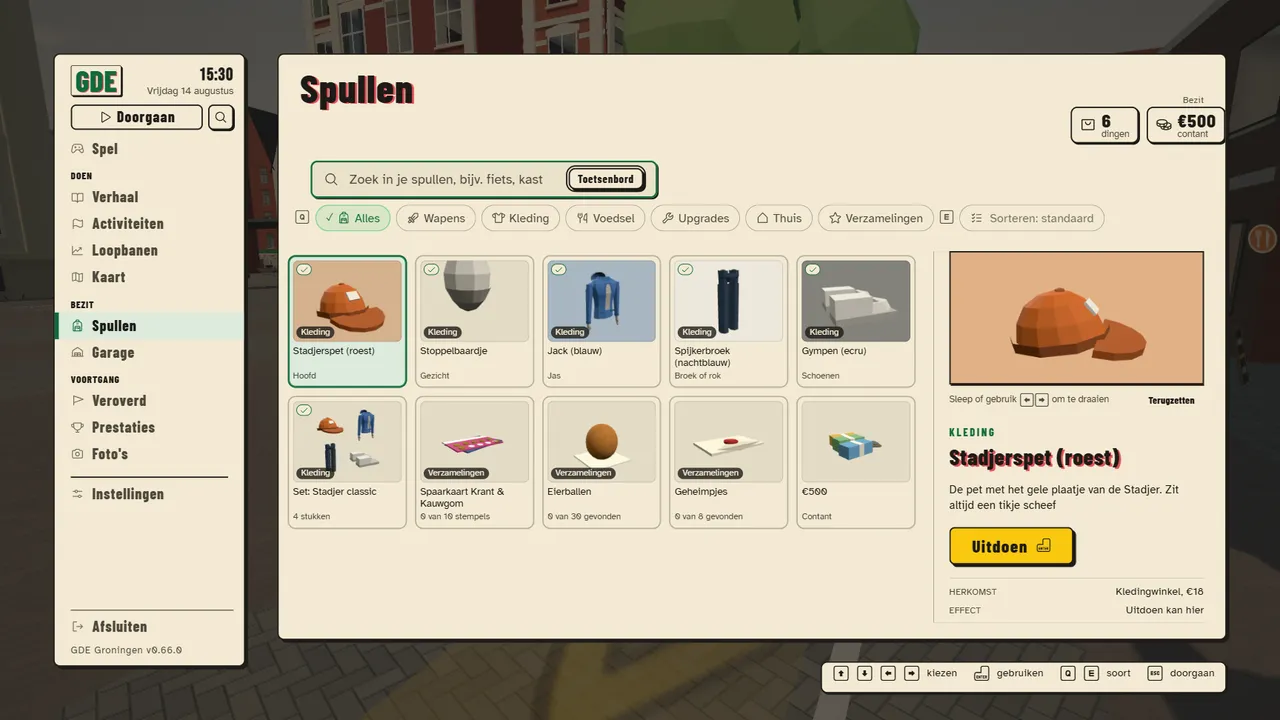 GDE
15:30
Vrijdag 14 augustus
Doorgaan
Spel
DOEN
Verhaal
Activiteiten
Loopbanen
Kaart
BEZIT
Spullen
Garage
VOORTGANG
Veroverd
Prestaties
Foto's
Instellingen
Afsluiten
GDE Groningen v0.66.0
Spullen
Bezit
6
dingen
€500
contant
Zoek in je spullen, bijv. fiets, kast
Toetsenbord
Q
Alles
Wapens
Kleding
Voedsel
Upgrades
Thuis
Verzamelingen
E
Sorteren: standaard
Kleding
Stadjerspet (roest)
Hoofd
Kleding
Stoppelbaardje
Gezicht
Kleding
Jack (blauw)
Jas
Kleding
Spijkerbroek
(nachtblauw)
Broek of rok
Kleding
Gympen (ecru)
Schoenen
Kleding
Set: Stadjer classic
4 stukken
Verzamelingen
Spaarkaart Krant &
Kauwgom
0 van 10 stempels
Verzamelingen
Eierballen
0 van 30 gevonden
Verzamelingen
Geheimpjes
0 van 8 gevonden
€500
Contant
Sleep of gebruik om te draaien
Terugzetten
KLEDING
Stadjerspet (roest)
De pet met het gele plaatje van de Stadjer. Zit
altijd een tikje scheef
Uitdoen ENTER
HERKOMST Kledingwinkel, €18
EFFECT Uitdoen kan hier
kiezen ENTER gebruiken Q E soort ESC doorgaan